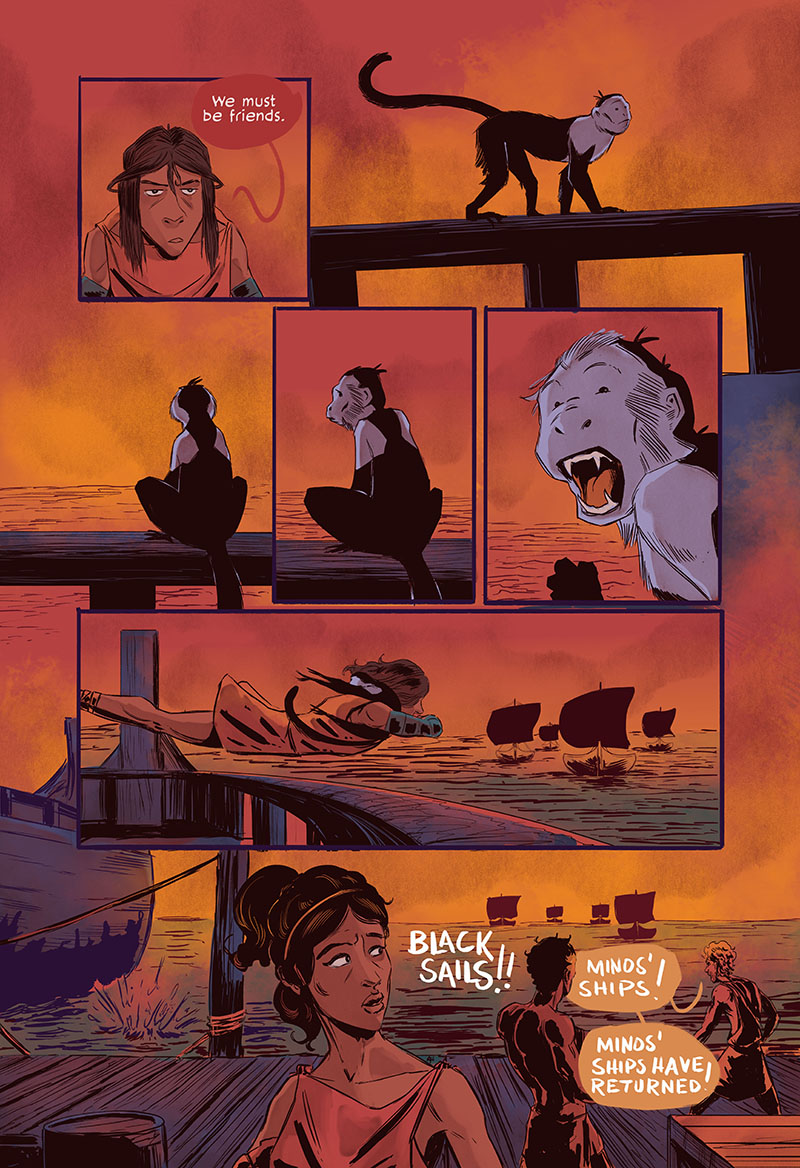 We must
be friends.
BLACK
SAILS!!
MINOS'
SHIPS!
MINOS'
SHIPS HAVE
RETURNED!